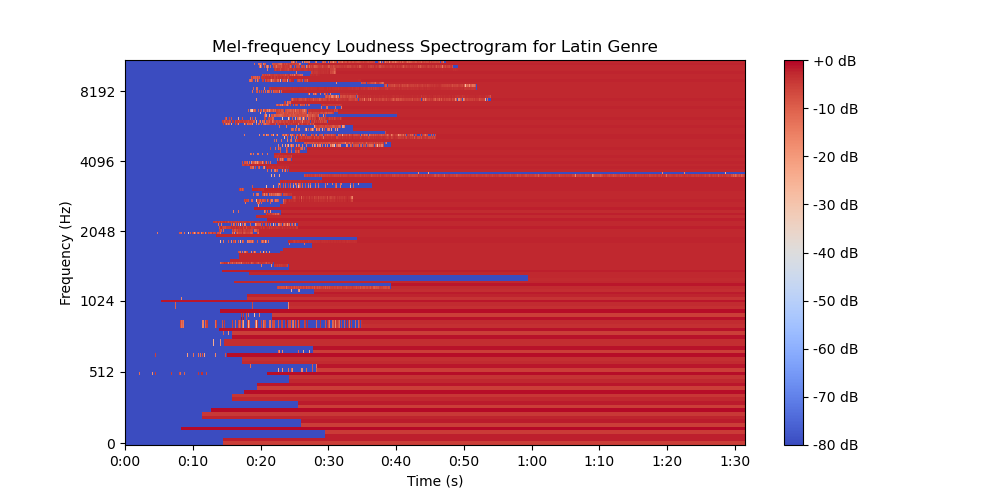 Mel-frequency Loudness Spectrogram for Latin Genre
Frequency (Hz)
8192
4096
2048
1024
512
0
0:00 0:10 0:20 0:30 0:40 0:50 1:00 1:10 1:20 1:30
Time (s)
+0 dB
-10 dB
-20 dB
-30 dB
-40 dB
-50 dB
-60 dB
-70 dB
-80 dB